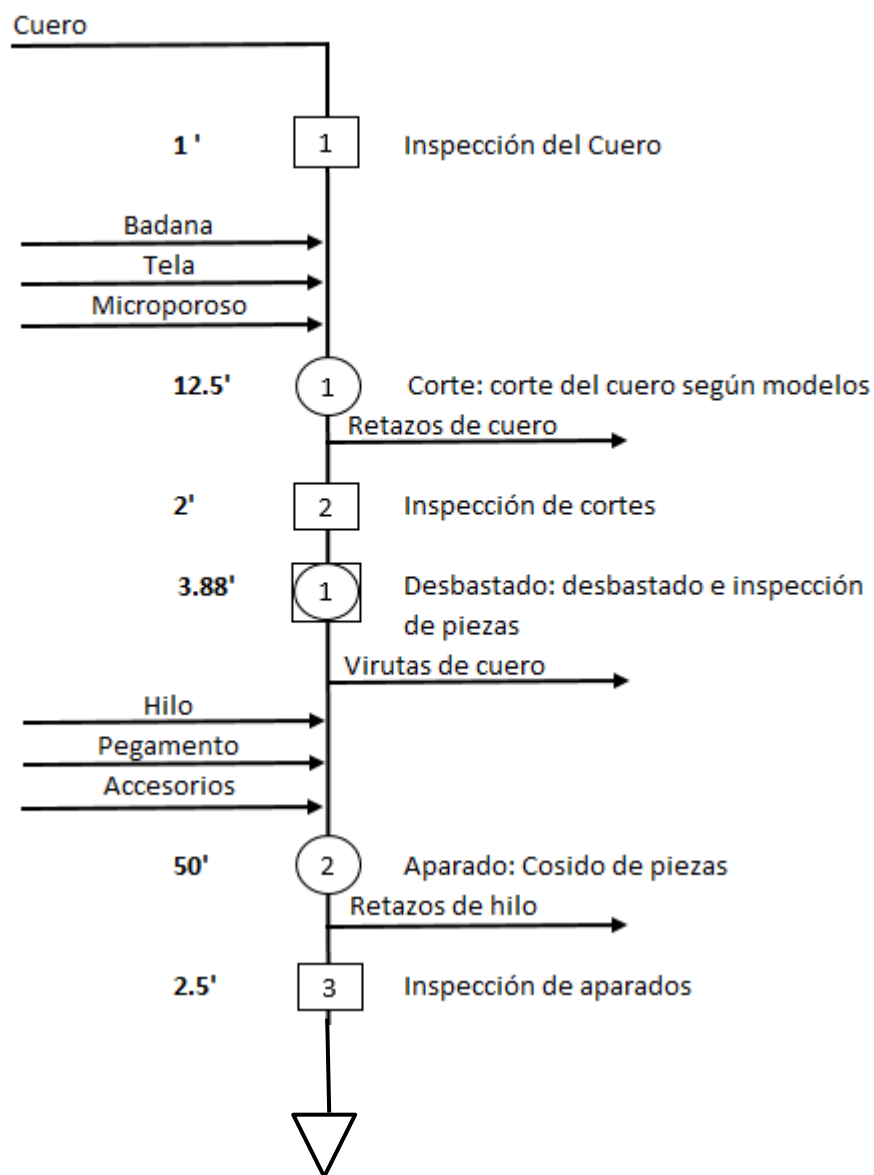 Cuero
1 ' 1 Inspección del Cuero
Badana
Tela
Microporoso
12.5' 1 Corte: corte del cuero según modelos
Retazos de cuero
2' 2 Inspección de cortes
3.88' 1 Desbastado: desbastado e inspección
de piezas
Virutas de cuero
Hilo
Pegamento
Accesorios
50' 2 Aparado: Cosido de piezas
Retazos de hilo
2.5' 3 Inspección de aparados